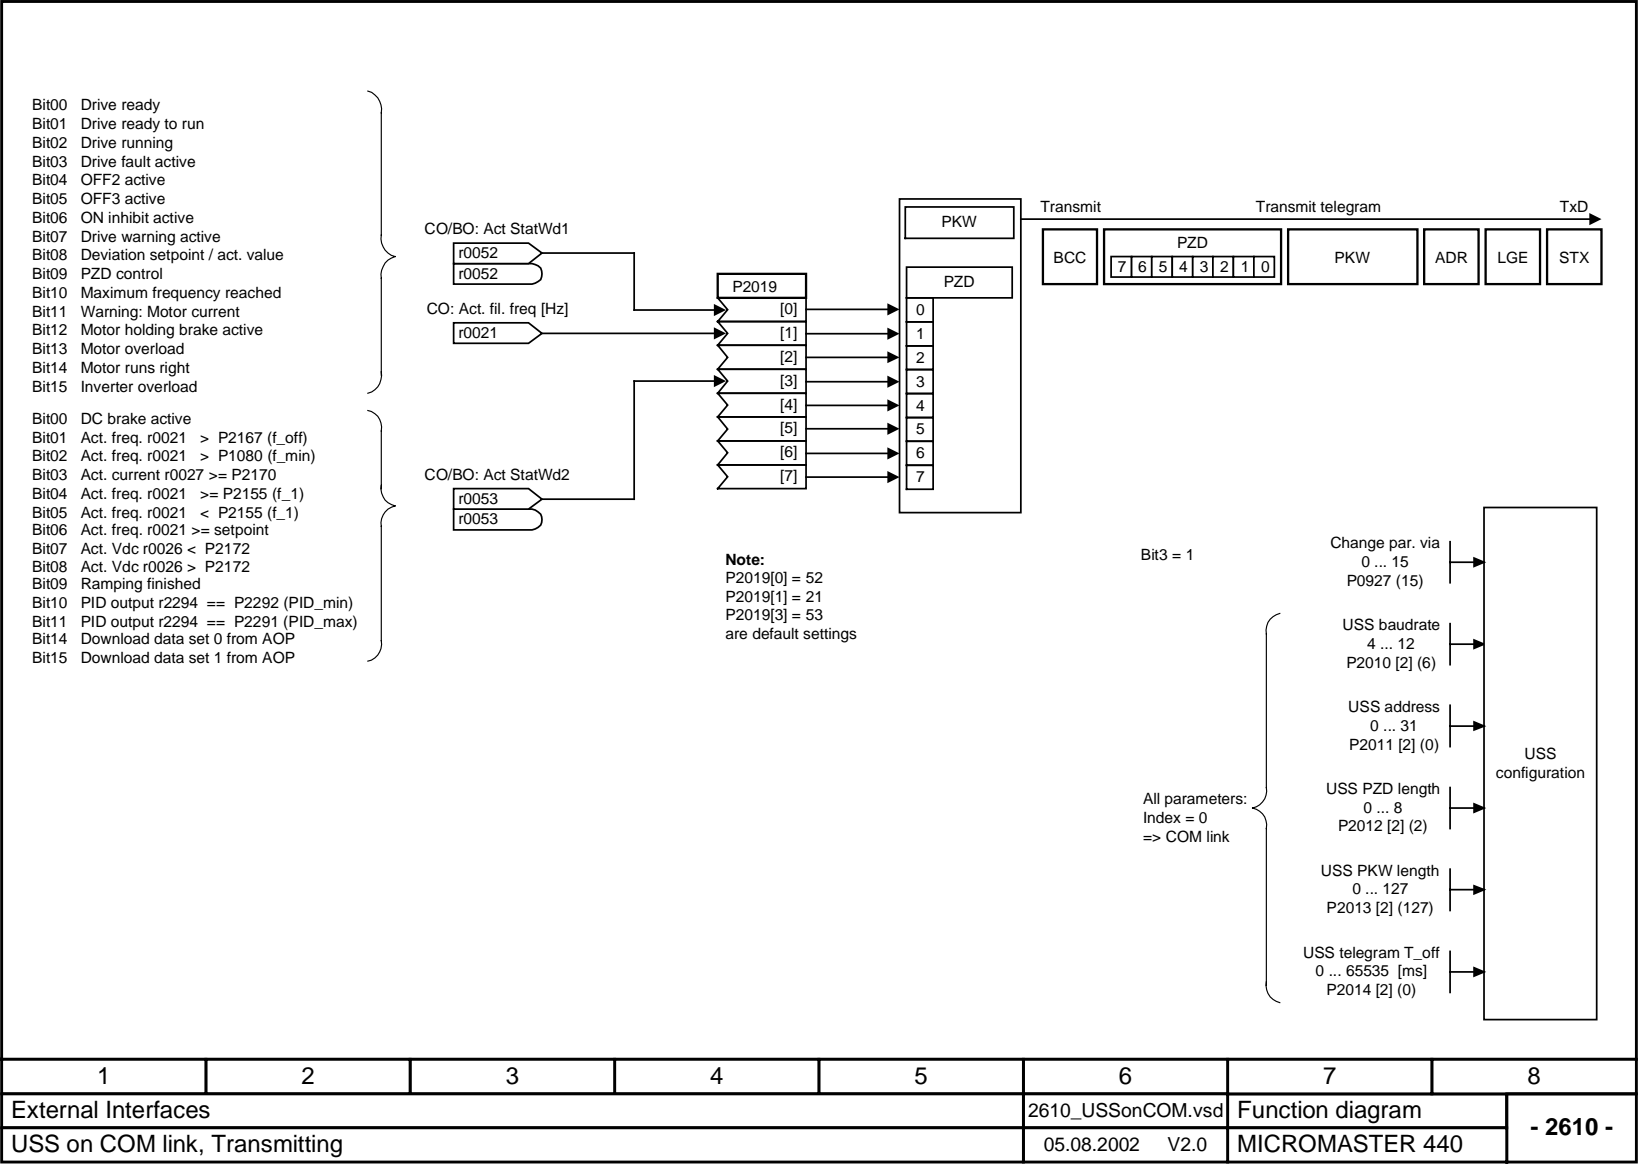 Bit00 Drive ready
Bit01 Drive ready to run
Bit02 Drive running
Bit03 Drive fault active
Bit04 OFF2 active
Bit05 OFF3 active
Bit06 ON inhibit active
Bit07 Drive warning active
Bit08 Deviation setpoint / act. value
Bit09 PZD control
Bit10 Maximum frequency reached
Bit11 Warning: Motor current
Bit12 Motor holding brake active
Bit13 Motor overload
Bit14 Motor runs right
Bit15 Inverter overload
Bit00 DC brake active
Bit01 Act. freq. r0021 > P2167 (f_off)
Bit02 Act. freq. r0021 > P1080 (f_min)
Bit03 Act. current r0027 >= P2170
Bit04 Act. freq. r0021 >= P2155 (f_1)
Bit05 Act. freq. r0021 < P2155 (f_1)
Bit06 Act. freq. r0021 >= setpoint
Bit07 Act. Vdc r0026 < P2172
Bit08 Act. Vdc r0026 > P2172
Bit09 Ramping finished
Bit10 PID output r2294 == P2292 (PID_min)
Bit11 PID output r2294 == P2291 (PID_max)
Bit14 Download data set 0 from AOP
Bit15 Download data set 1 from AOP
CO/BO: Act StatWd1
r0052
r0052
CO: Act. fil. freq [Hz]
r0021
CO/BO: Act StatWd2
r0053
r0053
P2019
[0]
[1]
[2]
[3]
[4]
[5]
[6]
[7]
Note:
P2019[0] = 52
P2019[1] = 21
P2019[3] = 53
are default settings
PKW
PZD
0
1
2
3
4
5
6
7
Transmit Transmit telegram TxD
BCC PZD PKW ADR LGE STX
7 6 5 4 3 2 1 0
Bit3 = 1
Change par. via
0 ... 15
P0927 (15)
USS baudrate
4 ... 12
P2010 [2] (6)
USS address
0 ... 31
P2011 [2] (0)
USS PZD length
0 ... 8
P2012 [2] (2)
USS PKW length
0 ... 127
P2013 [2] (127)
USS telegram T_off
0 ... 65535 [ms]
P2014 [2] (0)
All parameters:
Index = 0
=> COM link
USS
configuration
1 2 3 4 5 6 7 8
External Interfaces 2610_USSonCOM.vsd Function diagram
USS on COM link, Transmitting 05.08.2002 V2.0 MICROMASTER 440
- 2610 -